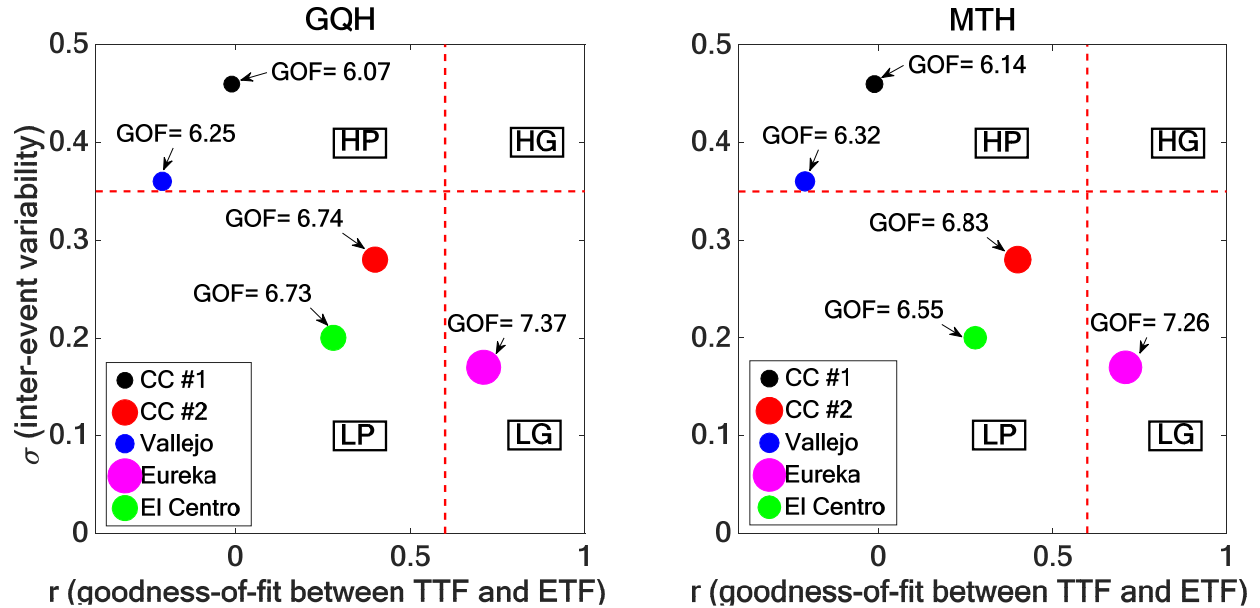 GQH
0.5
0.4
0.3
0.2
0.1
0
σ (inter-event variability)
GOF= 6.07
GOF= 6.25
HP
HG
GOF= 6.74
GOF= 6.73
GOF= 7.37
CC #1
CC #2
Vallejo
Eureka
El Centro
LP
LG
0
0.5
1
r (goodness-of-fit between TTF and ETF)
MTH
0.5
0.4
0.3
0.2
0.1
0
GOF= 6.14
GOF= 6.32
HP
HG
GOF= 6.83
GOF= 6.55
GOF= 7.26
CC #1
CC #2
Vallejo
Eureka
El Centro
LP
LG
0
0.5
1
r (goodness-of-fit between TTF and ETF)